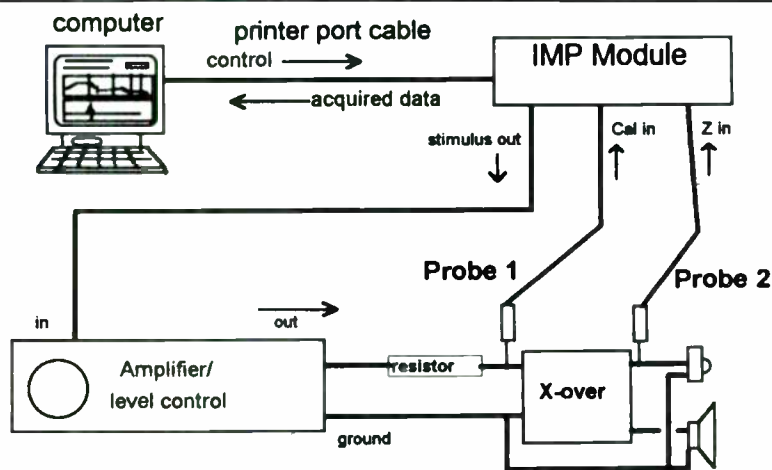 computer
printer port cable
control
acquired data
IMP Module
stimulus out
Cal in
Z in
Probe 1
Probe 2
in
out
Amplifier/
level control
resistor
X-over
ground